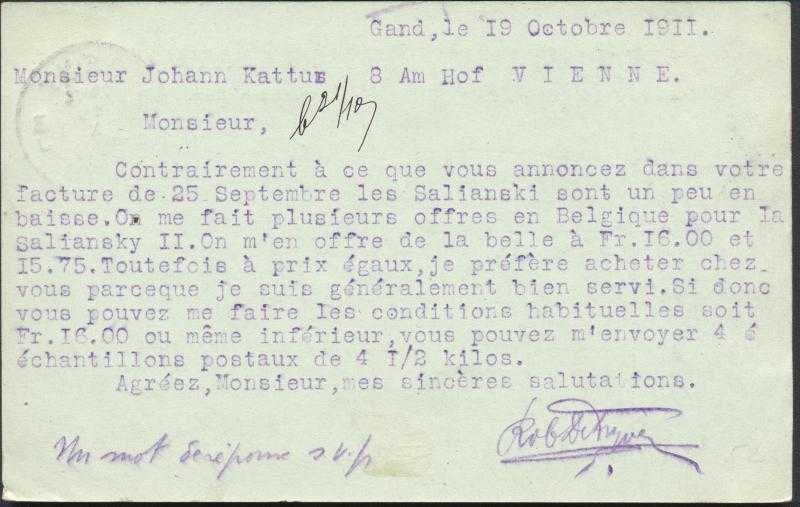 Gand,le 19 Octobre 1911.
Monsieur Johann Kattus 8 Am Hof VIENNE.
Monsieur,
Contrairement à ce que vous annoncez dans votre
facture de 25 Septembre les Salianski sont un peu en
baisse.On me fait plusieurs offres en Belgique pour la
Saliansky II.On m'en offre de la belle à Fr.16.00 et
15.75.Toutefois à prix égaux,je préfère acheter chez
vous parceque je suis généralement bien servi.Si donc
vous pouvez me faire les conditions habituelles soit
Fr.16.00 ou même inférieur,vous pouvez m'envoyer 4 é
échantillons postaux de 4 1/2 kilos.
Agréez,Monsieur,mes sincères salutations.
Un mot de réponse s.v.p